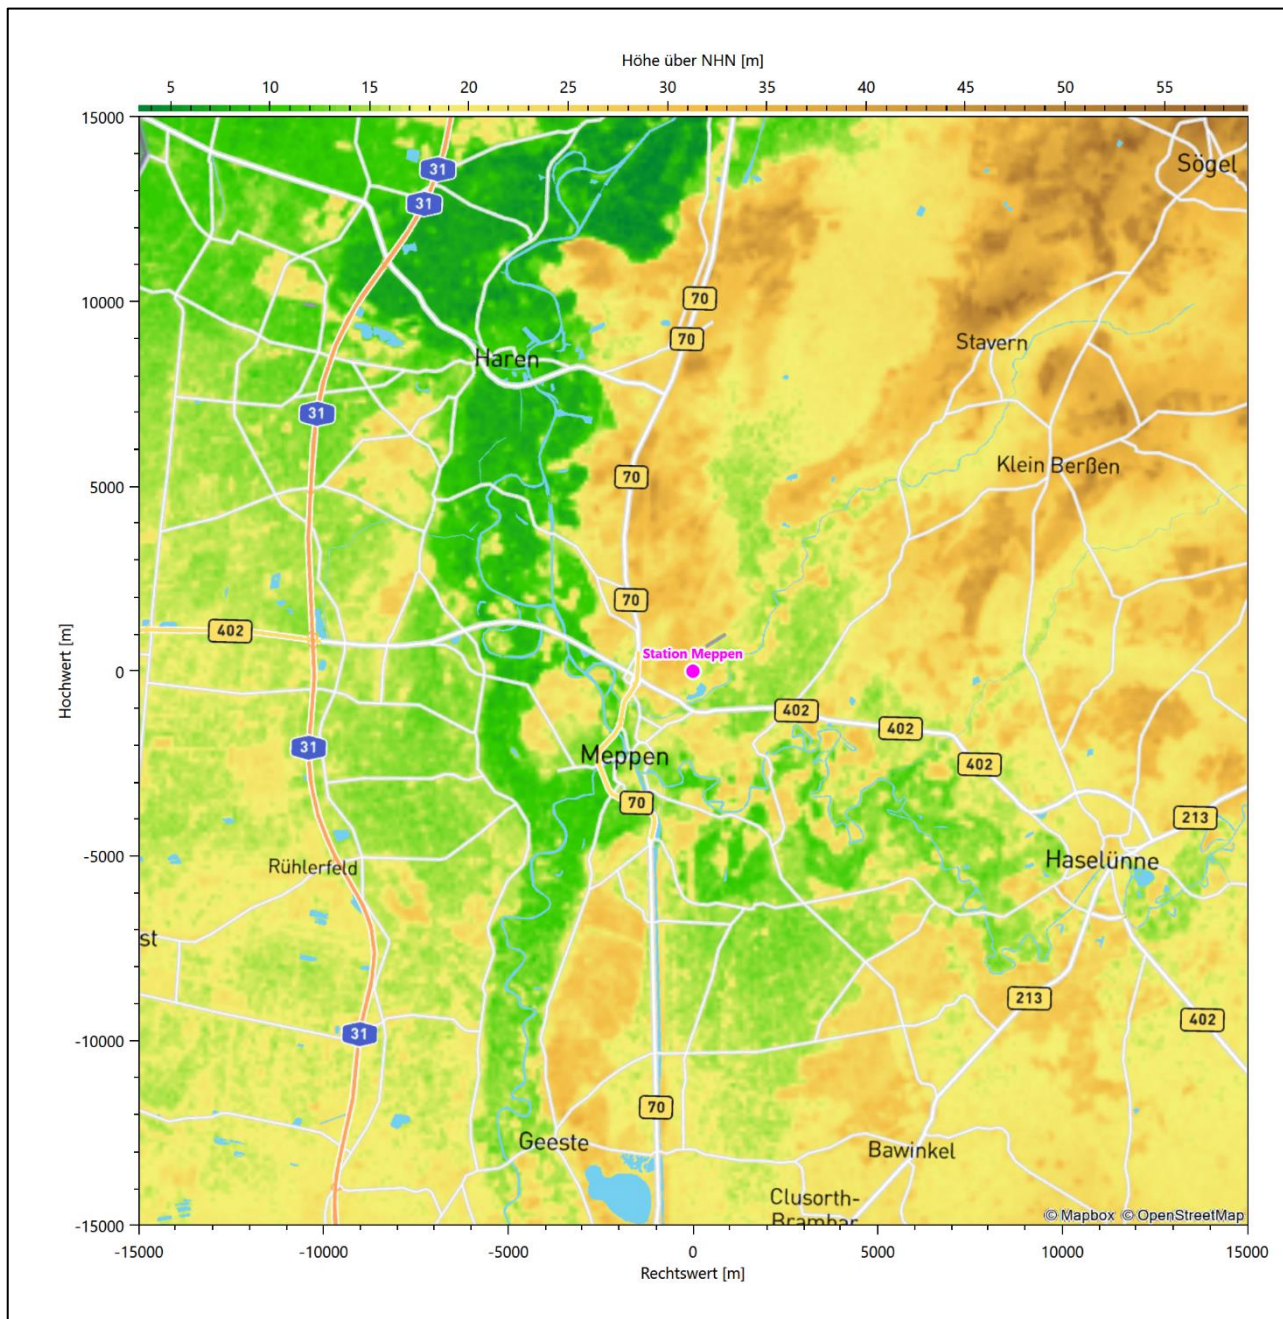 Höhe über NHN [m]
5 10 15 20 25 30 35 40 45 50 55
15000
Sögel
31
31
10000
70
70
Stavern
Haren
31
Klein Berßen
5000
70
70
402
Station Meppen
0
Hochwert [m]
402
402
31
Meppen
402
70
213
-5000
Rühlerfeld
Haselünne
st
213
402
31
-10000
70
Geeste
Bawinkel
Clusorth-
Bramhar
© Mapbox © OpenStreetMap
-15000
-15000 -10000 -5000 0 5000 10000 15000
Rechtswert [m]